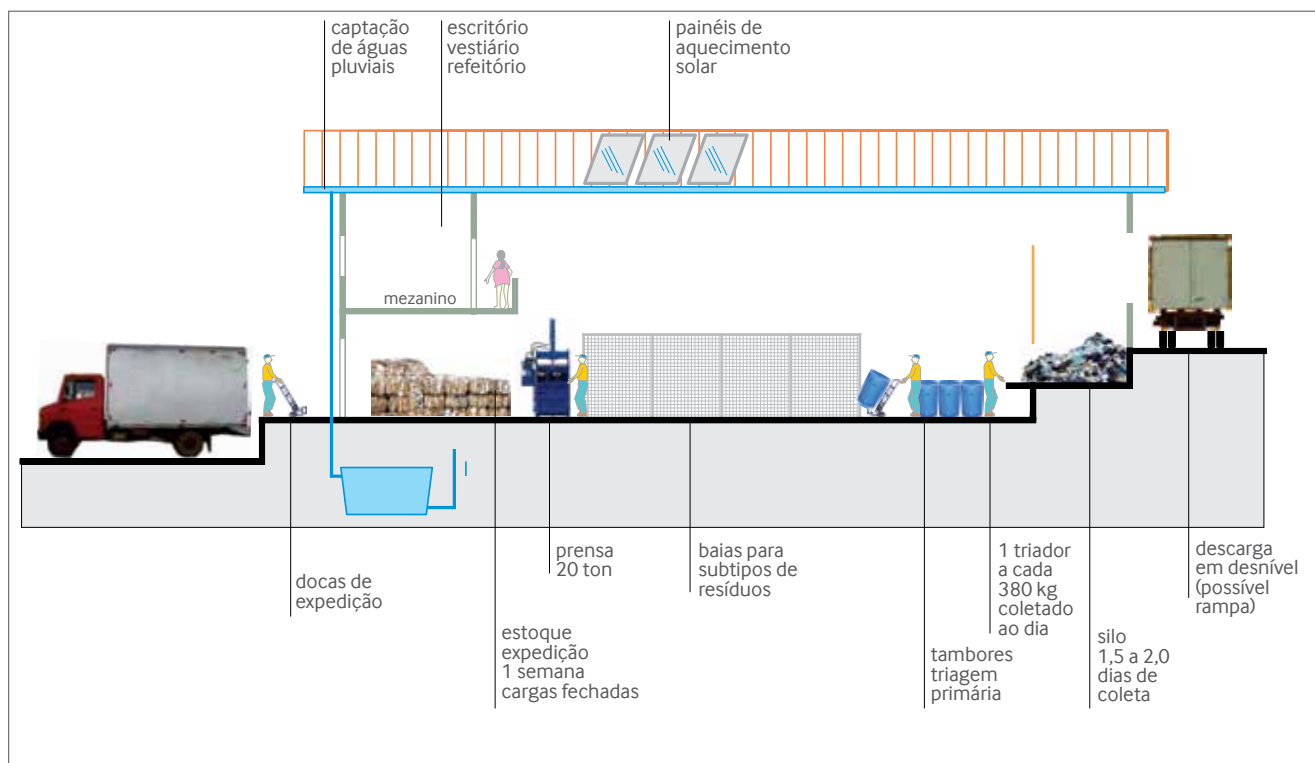 captação
de águas
pluviais
escritório
vestiário
refeitório
painéis de
aquecimento
solar
mezanino
docas de
expedição
estoque
expedição
1 semana
cargas fechadas
prensa
20 ton
baias para
subtipos de
resíduos
tambores
triagem
primária
1 triador
a cada
380 kg
coletado
ao dia
silo
1,5 a 2,0
dias de
coleta
descarga
em desnível
(possível
rampa)